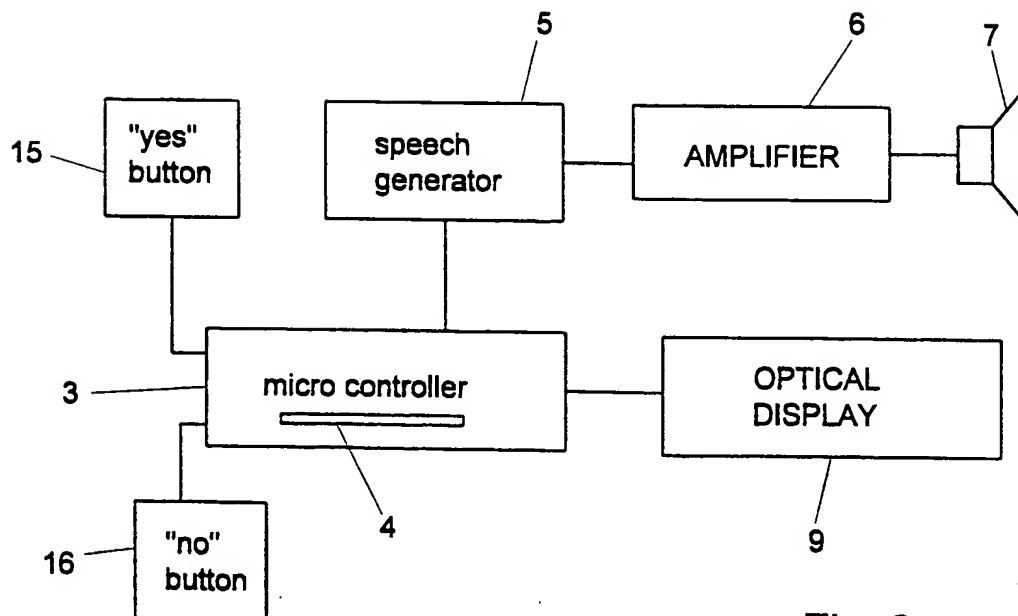 5
6
7
15
"yes"
button
speech
generator
AMPLIFIER
3
micro controller
OPTICAL
DISPLAY
4
9
16
"no"
button